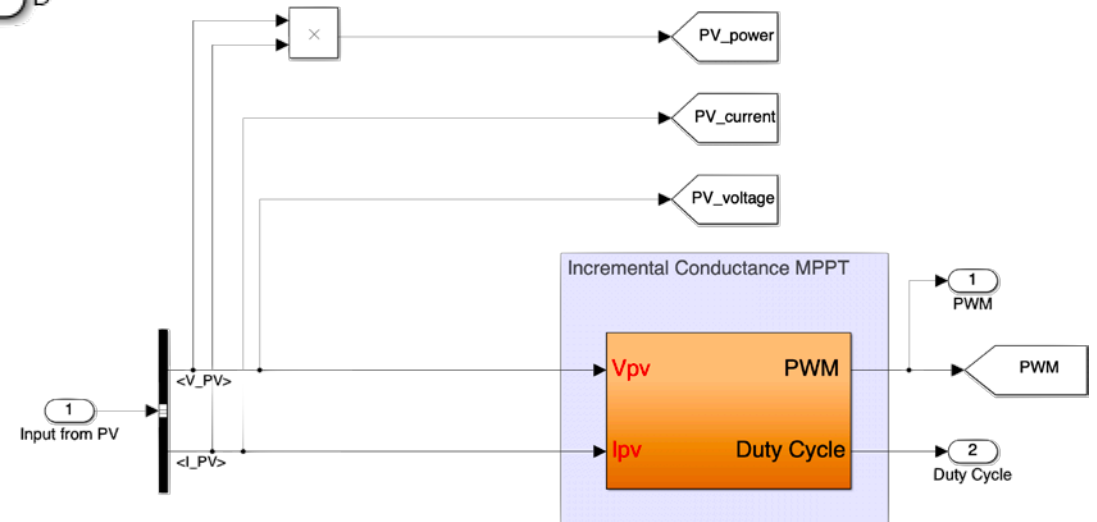 ×
PV_power
PV_current
PV_voltage
Incremental Conductance MPPT
1
PWM
Vpv
PWM
PWM
<V_PV>
1
Input from PV
Ipv
Duty Cycle
2
Duty Cycle
<I_PV>